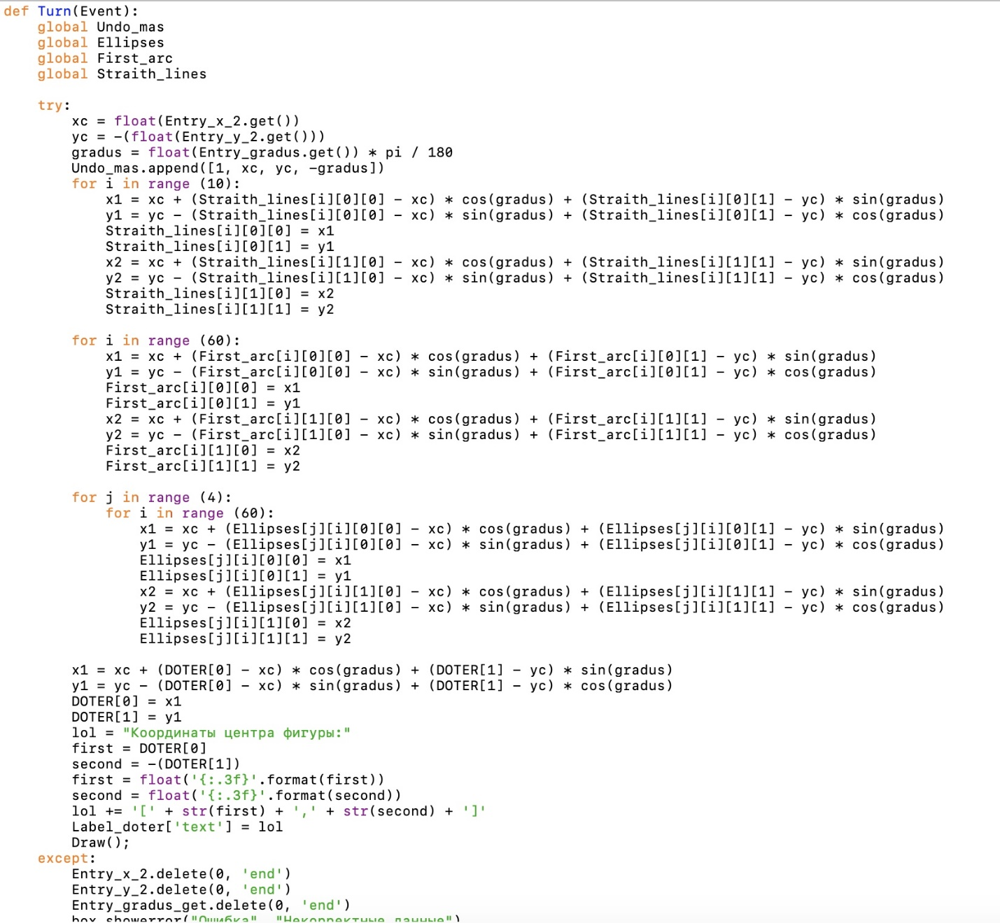 def Turn(Event):
    global Undo_mas
    global Ellipses
    global First_arc
    global Straith_lines

    try:
        xc = float(Entry_x_2.get())
        yc = -(float(Entry_y_2.get()))
        gradus = float(Entry_gradus.get()) * pi / 180
        Undo_mas.append([1, xc, yc, -gradus])
        for i in range (10):
            x1 = xc + (Straith_lines[i][0][0] - xc) * cos(gradus) + (Straith_lines[i][0][1] - yc) * sin(gradus)
            y1 = yc - (Straith_lines[i][0][0] - xc) * sin(gradus) + (Straith_lines[i][0][1] - yc) * cos(gradus)
            Straith_lines[i][0][0] = x1
            Straith_lines[i][0][1] = y1
            x2 = xc + (Straith_lines[i][1][0] - xc) * cos(gradus) + (Straith_lines[i][1][1] - yc) * sin(gradus)
            y2 = yc - (Straith_lines[i][1][0] - xc) * sin(gradus) + (Straith_lines[i][1][1] - yc) * cos(gradus)
            Straith_lines[i][1][0] = x2
            Straith_lines[i][1][1] = y2

        for i in range (60):
            x1 = xc + (First_arc[i][0][0] - xc) * cos(gradus) + (First_arc[i][0][1] - yc) * sin(gradus)
            y1 = yc - (First_arc[i][0][0] - xc) * sin(gradus) + (First_arc[i][0][1] - yc) * cos(gradus)
            First_arc[i][0][0] = x1
            First_arc[i][0][1] = y1
            x2 = xc + (First_arc[i][1][0] - xc) * cos(gradus) + (First_arc[i][1][1] - yc) * sin(gradus)
            y2 = yc - (First_arc[i][1][0] - xc) * sin(gradus) + (First_arc[i][1][1] - yc) * cos(gradus)
            First_arc[i][1][0] = x2
            First_arc[i][1][1] = y2

        for j in range (4):
            for i in range (60):
                x1 = xc + (Ellipses[j][i][0][0] - xc) * cos(gradus) + (Ellipses[j][i][0][1] - yc) * sin(gradus)
                y1 = yc - (Ellipses[j][i][0][0] - xc) * sin(gradus) + (Ellipses[j][i][0][1] - yc) * cos(gradus)
                Ellipses[j][i][0][0] = x1
                Ellipses[j][i][0][1] = y1
                x2 = xc + (Ellipses[j][i][1][0] - xc) * cos(gradus) + (Ellipses[j][i][1][1] - yc) * sin(gradus)
                y2 = yc - (Ellipses[j][i][1][0] - xc) * sin(gradus) + (Ellipses[j][i][1][1] - yc) * cos(gradus)
                Ellipses[j][i][1][0] = x2
                Ellipses[j][i][1][1] = y2

        x1 = xc + (DOTER[0] - xc) * cos(gradus) + (DOTER[1] - yc) * sin(gradus)
        y1 = yc - (DOTER[0] - xc) * sin(gradus) + (DOTER[1] - yc) * cos(gradus)
        DOTER[0] = x1
        DOTER[1] = y1
        lol = "Координаты центра фигуры:"
        first = DOTER[0]
        second = -(DOTER[1])
        first = float('{:.3f}'.format(first))
        second = float('{:.3f}'.format(second))
        lol += '[' + str(first) + ',' + str(second) + ']'
        Label_doter['text'] = lol
        Draw();
    except:
        Entry_x_2.delete(0, 'end')
        Entry_y_2.delete(0, 'end')
        Entry_gradus_get.delete(0, 'end')
        box.showerror("Ошибка", "Некорректные данные")